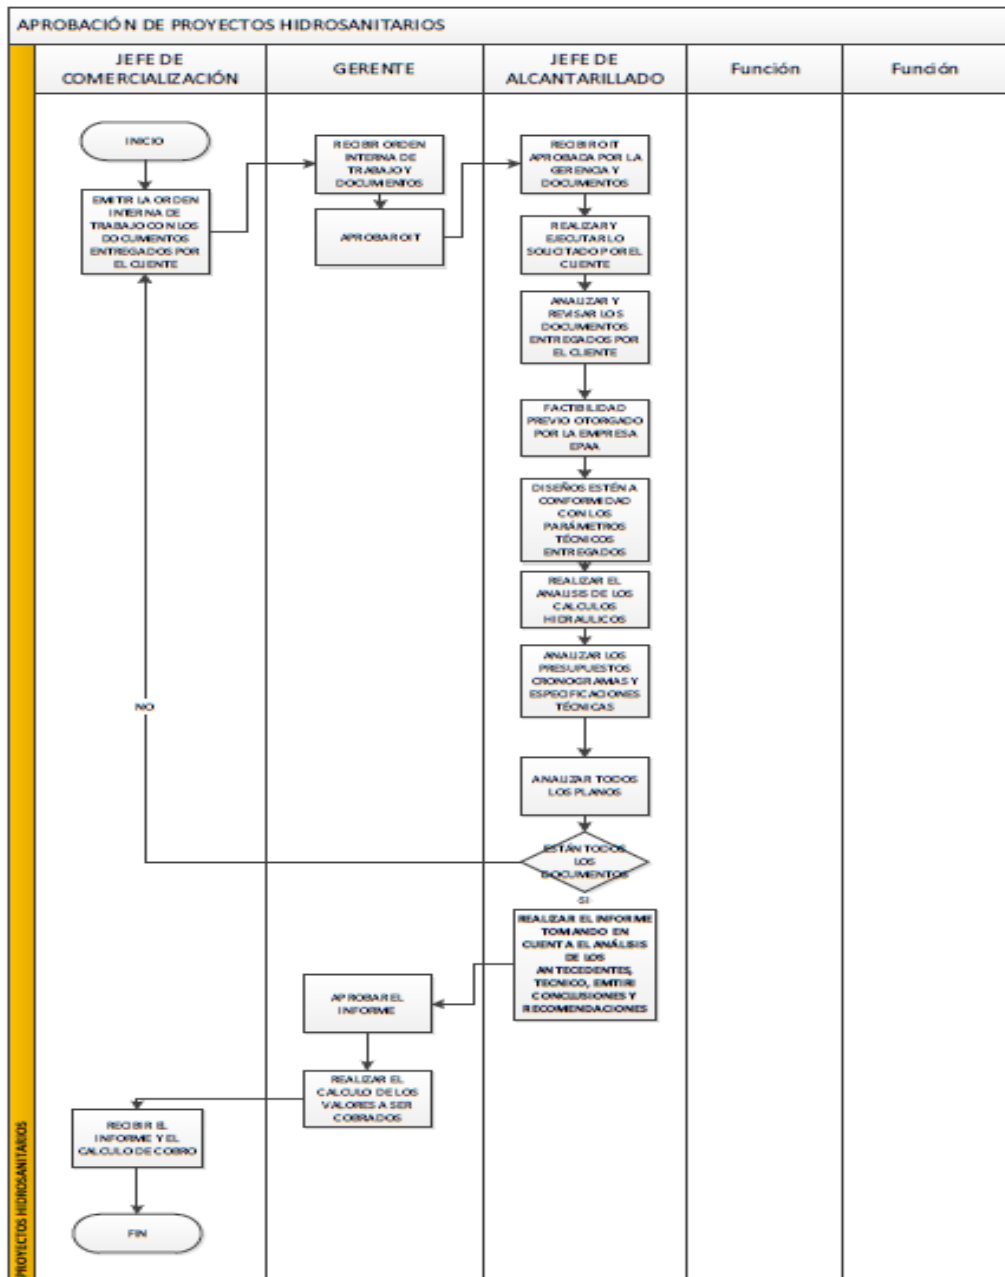 APROBACIÓN DE PROYECTOS HIDROSANITARIOS
JEFE DE
COMERCIALIZACIÓN
GERENTE
JEFE DE
ALCANTARILLADO
Función
Función
INICIO
EMITIR LA ORDEN
INTERNA DE
TRABAJO CON LOS
DOCUMENTOS
ENTREGADOS POR
EL CLIENTE
RECIBIR ORDEN
INTERNA DE
TRABAJO Y
DOCUMENTOS
APROBAR OIT
RECIBIR OIT
APROBADA POR LA
GERENCIA Y
DOCUMENTOS
REALIZAR Y
EJECUTAR LO
SOLICITADO POR EL
CLIENTE
ANALIZAR Y
REVISAR LOS
DOCUMENTOS
ENTREGADOS POR
EL CLIENTE
FACTIBILIDAD
PREVIO OTORGADO
POR LA EMPRESA
EPAA
DISEÑOS ESTÉN A
CONFORMIDAD
CON LOS
PARÁMETROS
TÉCNICOS
ENTREGADOS
REALIZAR EL
ANALISIS DE LOS
CALCULOS
HIDRAULICOS
ANALIZAR LOS
PRESUPUESTOS
CRONOGRAMAS Y
ESPECIFICACIONES
TÉCNICAS
NO
ANALIZAR TODOS
LOS PLANOS
ESTÁN TODOS
LOS
DOCUMENTOS
SI
REALIZAR EL INFORME
TOMANDO EN
CUENTA EL ANÁLISIS
DE LOS
ANTECEDENTES,
TECNICO, EMTIRI
CONCLUSIONES Y
RECOMENDACIONES
APROBAR EL
INFORME
REALIZAR EL
CALCULO DE LOS
VALORES A SER
COBRADOS
RECIBIR EL
INFORME Y EL
CALCULO DE COBRO
FIN
PROYECTOS HIDROSANITARIOS